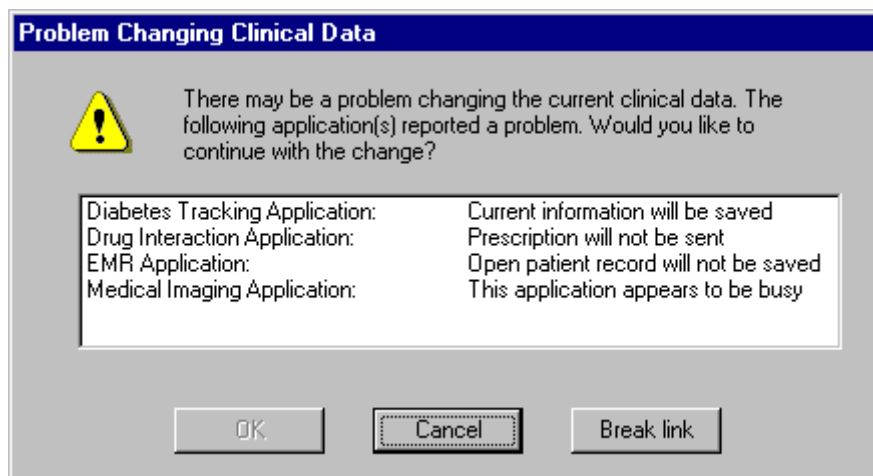 Problem Changing Clinical Data
There may be a problem changing the current clinical data. The
following application(s) reported a problem. Would you like to
continue with the change?
Diabetes Tracking Application: Current information will be saved
Drug Interaction Application: Prescription will not be sent
EMR Application: Open patient record will not be saved
Medical Imaging Application: This application appears to be busy
OK Cancel Break link